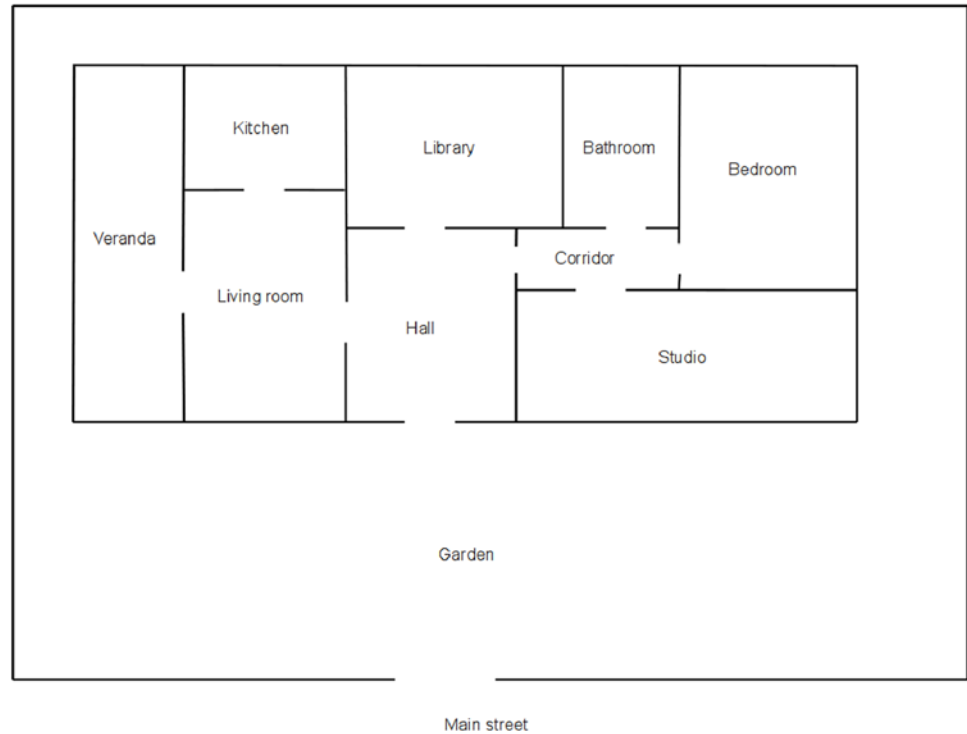 Kitchen
Library
Bathroom
Bedroom
Veranda
Corridor
Living room
Hall
Studio
Garden
Main street